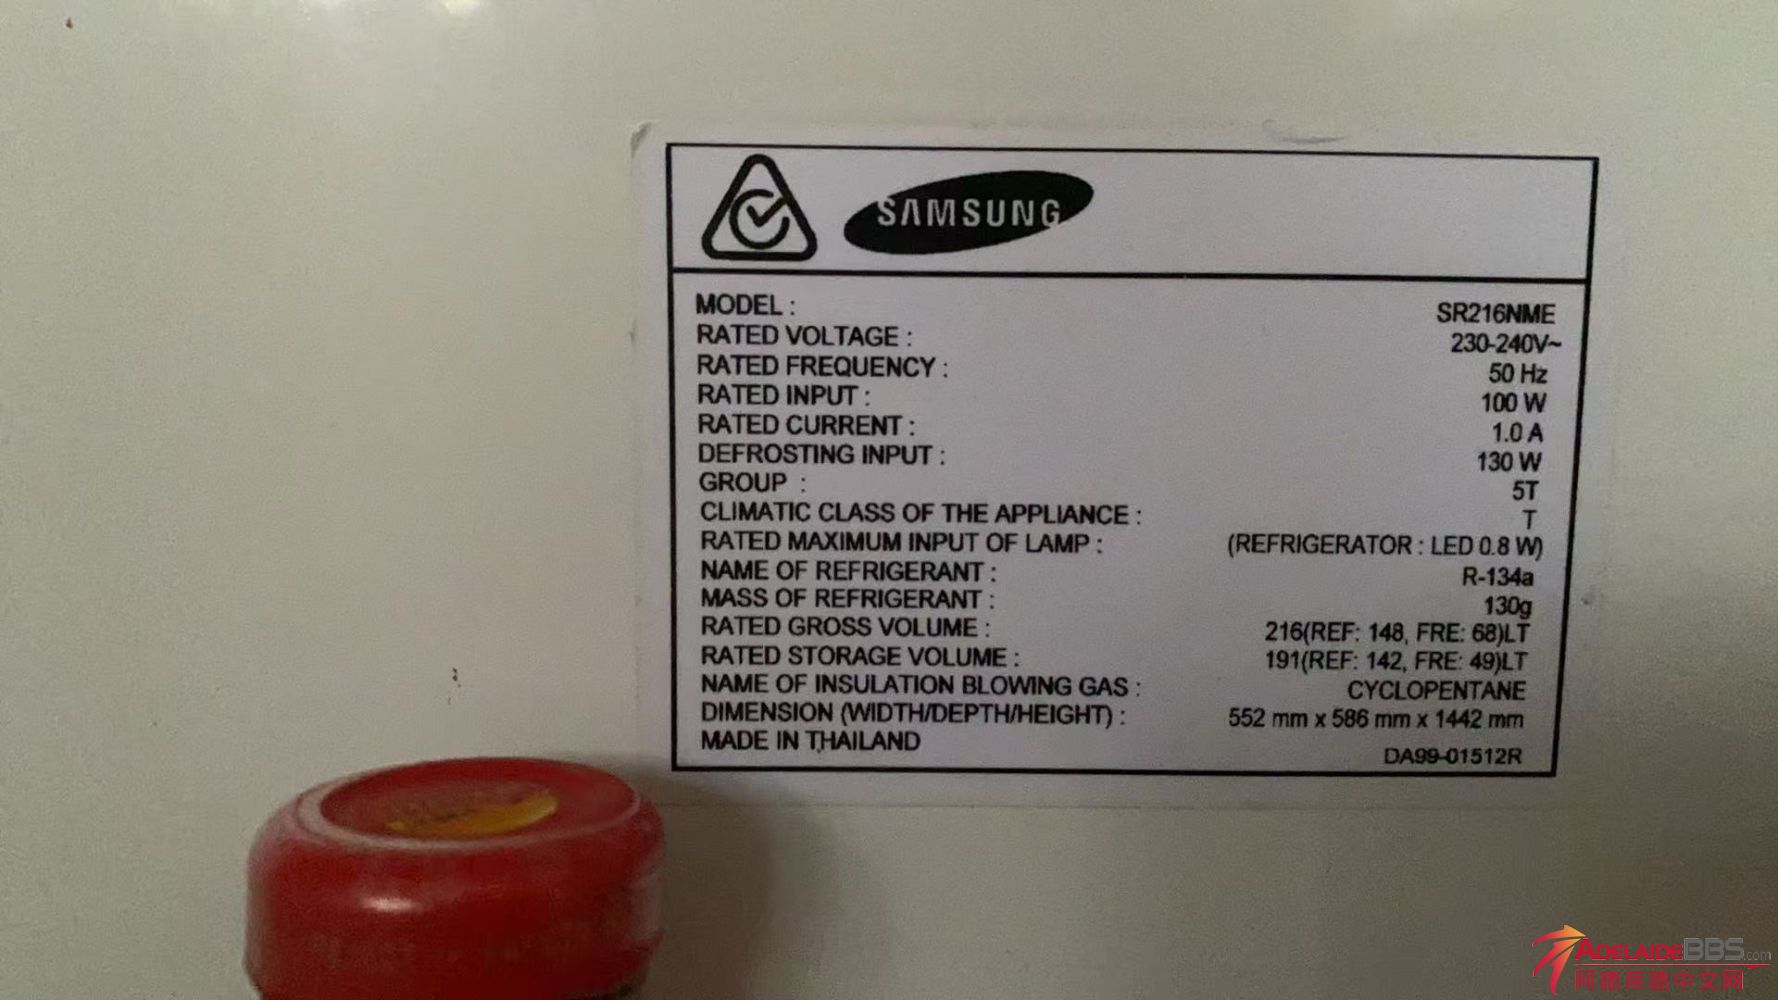 SAMSUNG
MODEL : SR216NME
RATED VOLTAGE : 230-240V~
RATED FREQUENCY : 50 Hz
RATED INPUT : 100 W
RATED CURRENT : 1.0 A
DEFROSTING INPUT : 130 W
GROUP : 5T
CLIMATIC CLASS OF THE APPLIANCE : T
RATED MAXIMUM INPUT OF LAMP : (REFRIGERATOR : LED 0.8 W)
NAME OF REFRIGERANT : R-134a
MASS OF REFRIGERANT : 130g
RATED GROSS VOLUME : 216(REF: 148, FRE: 68)LT
RATED STORAGE VOLUME : 191(REF: 142, FRE: 49)LT
NAME OF INSULATION BLOWING GAS : CYCLOPENTANE
DIMENSION (WIDTH/DEPTH/HEIGHT) : 552 mm x 586 mm x 1442 mm
MADE IN THAILAND DA99-01512R
ADELAIDEBBS.com
阿德莱德中文网